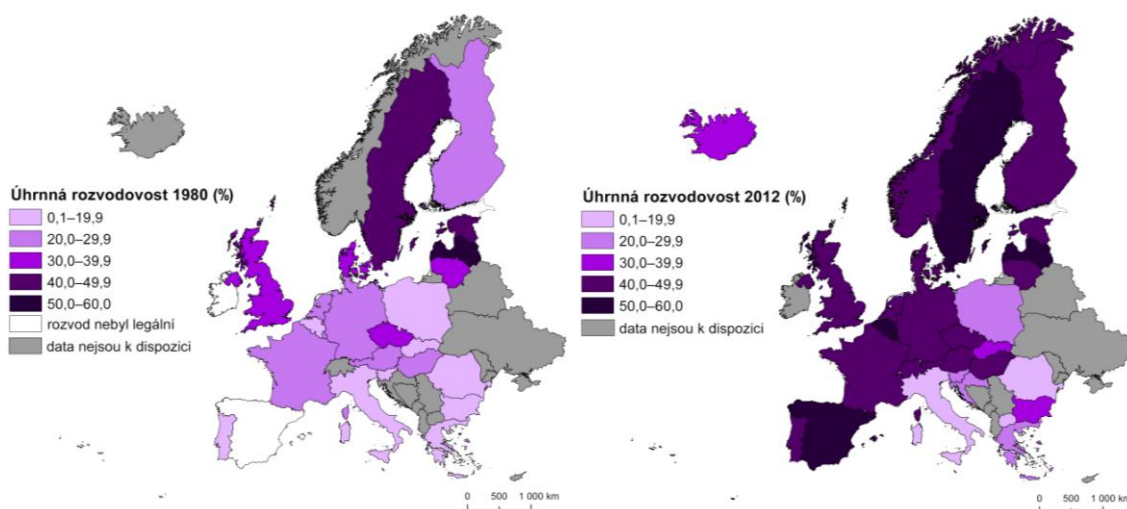 Úhrnná rozvodovost 1980 (%)
0,1–19,9
20,0–29,9
30,0–39,9
40,0–49,9
50,0–60,0
rozvod nebyl legální
data nejsou k dispozici
0 500 1 000 km
Úhrnná rozvodovost 2012 (%)
0,1–19,9
20,0–29,9
30,0–39,9
40,0–49,9
50,0–60,0
data nejsou k dispozici
0 500 1 000 km